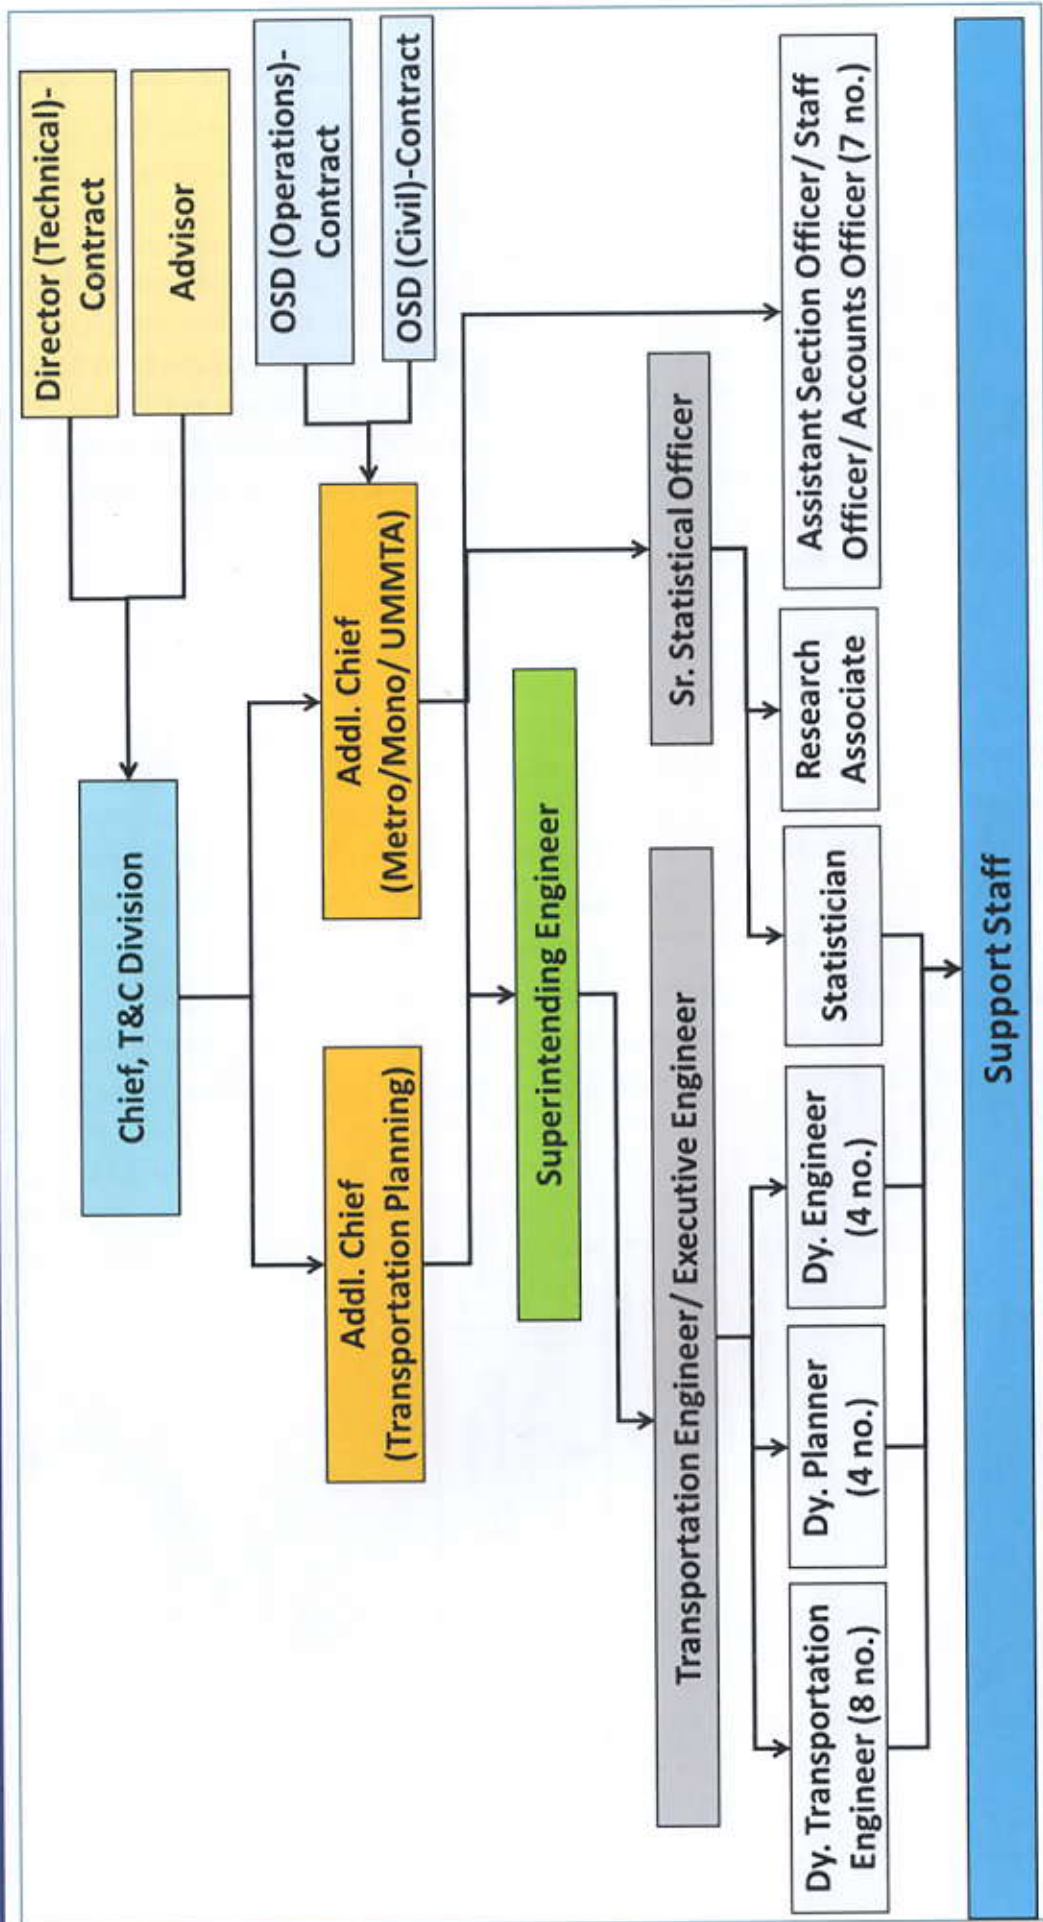 Director (Technical)-
Contract
Advisor
Chief, T&C Division
OSD (Operations)-
Contract
OSD (Civil)-Contract
Addl. Chief
(Transportation Planning)
Addl. Chief
(Metro/Mono/ UMMTA)
Superintending Engineer
Transportation Engineer/ Executive Engineer
Sr. Statistical Officer
Dy. Transportation
Engineer (8 no.)
Dy. Planner
(4 no.)
Dy. Engineer
(4 no.)
Statistician
Research
Associate
Assistant Section Officer/ Staff
Officer/ Accounts Officer (7 no.)
Support Staff